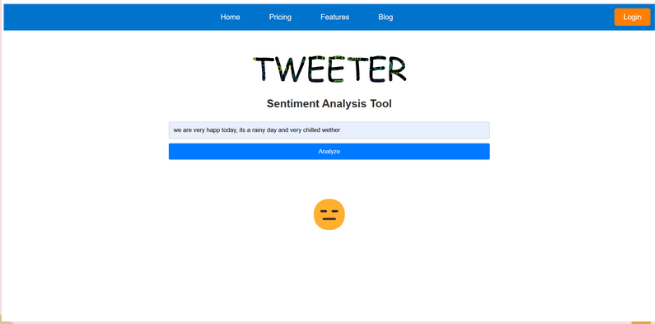 Home Pricing Features Blog Login
TWEETER
Sentiment Analysis Tool
we are very happ today, its a rainy day and very chilled wether
Analyze